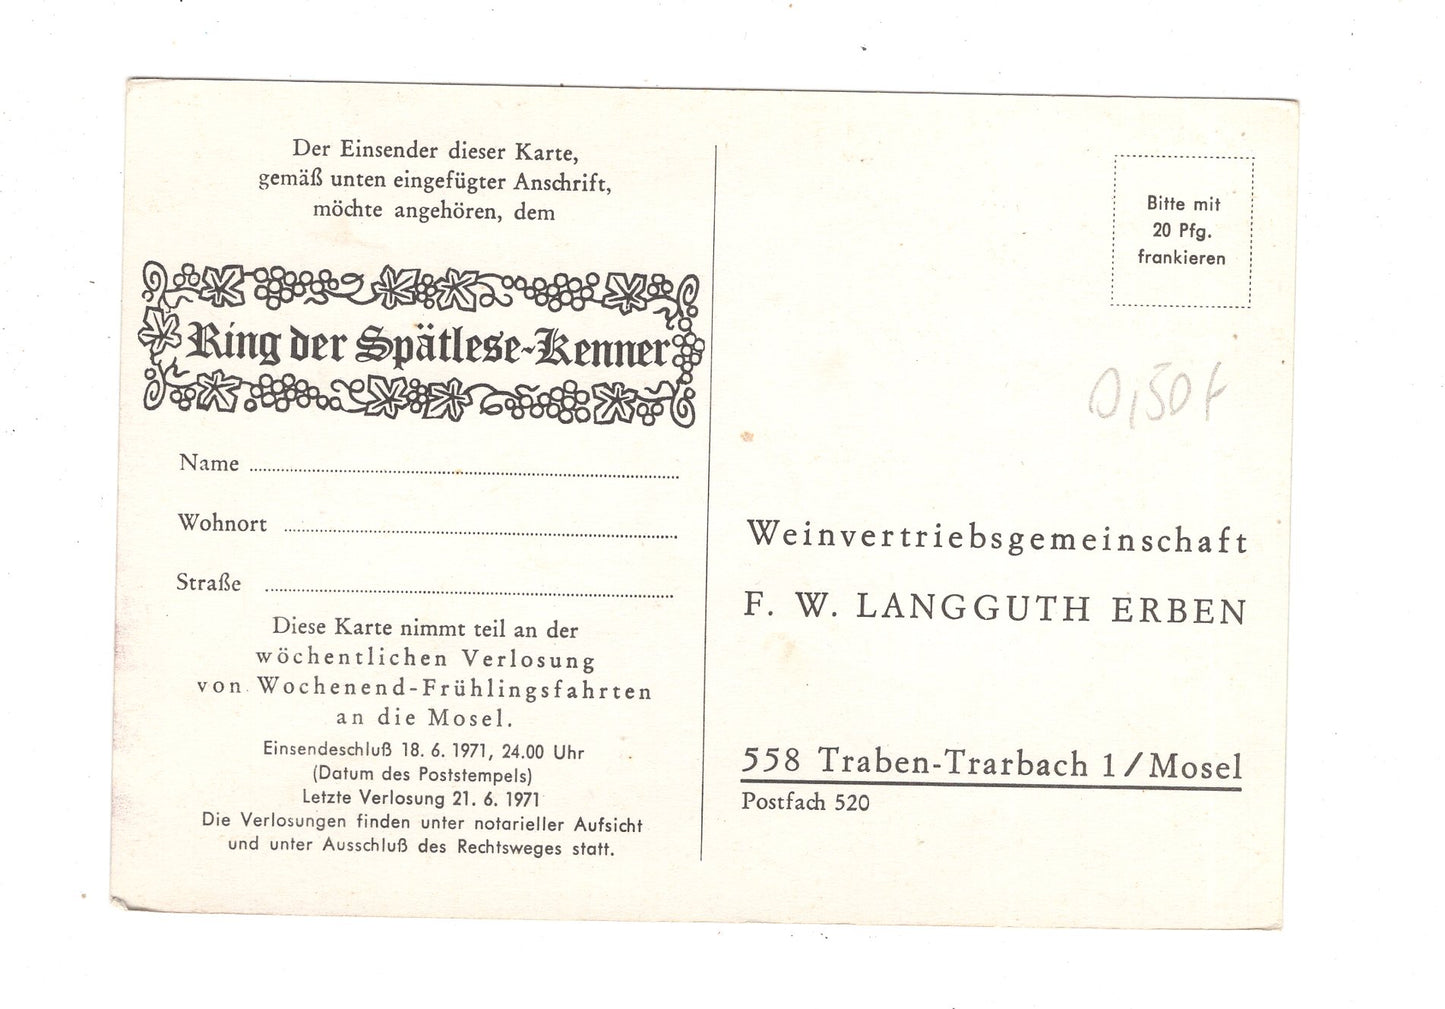 Der Einsender dieser Karte,
gemäß unten eingefügter Anschrift,
möchte angehören, dem
Ring der Spätlese-Kenner
Name
Wohnort
Straße
Diese Karte nimmt teil an der
wöchentlichen Verlosung
von Wochenend-Frühlingsfahrten
an die Mosel.
Einsendeschluß 18. 6. 1971, 24.00 Uhr
(Datum des Poststempels)
Letzte Verlosung 21. 6. 1971
Die Verlosungen finden unter notarieller Aufsicht
und unter Ausschluß des Rechtsweges statt.
Bitte mit
20 Pfg.
frankieren
0,50
Weinvertriebsgemeinschaft
F. W. LANGGUTH ERBEN
558 Traben-Trarbach 1/Mosel
Postfach 520